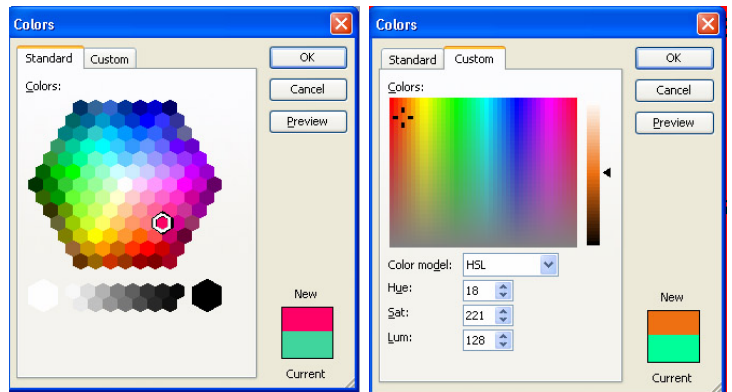 Colors
Standard Custom
Colors:
OK
Cancel
Preview
New
Current
Colors
Standard Custom
Colors:
OK
Cancel
Preview
Color model: HSL
Hue: 18
Sat: 221
Lum: 128
New
Current